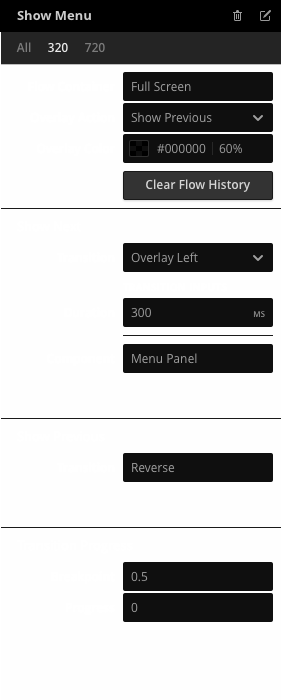 Show Menu
All 320 720
Full Screen
Show Previous
#000000 60%
Clear Flow History
Overlay Left
300 MS
Menu Panel
Reverse
0.5
0